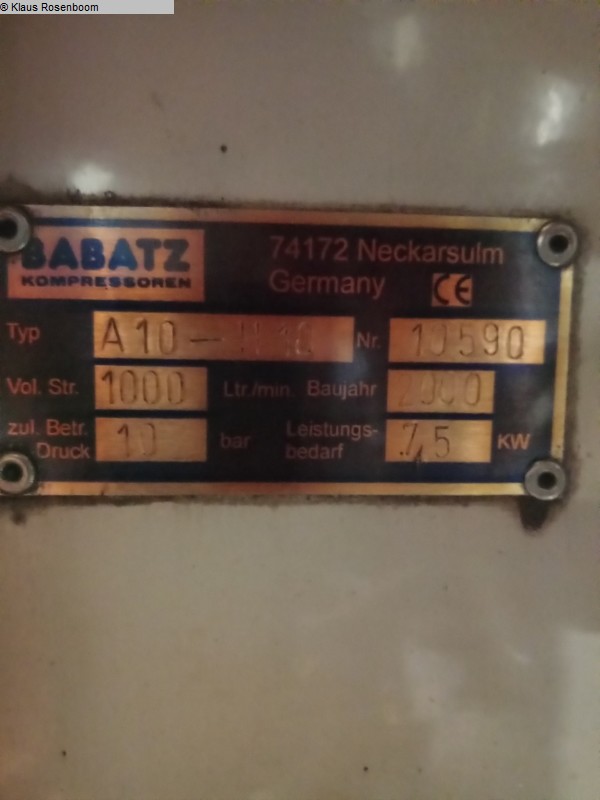 © Klaus Rosenboom
BABATZ
KOMPRESSOREN
74172 Neckarsulm
Germany CE
Typ A10- Nr. 10590
Vol. Str. 1000 Ltr./min. Baujahr 2000
zul. Betr. Druck 10 bar Leistungs-
bedarf 7,5 KW